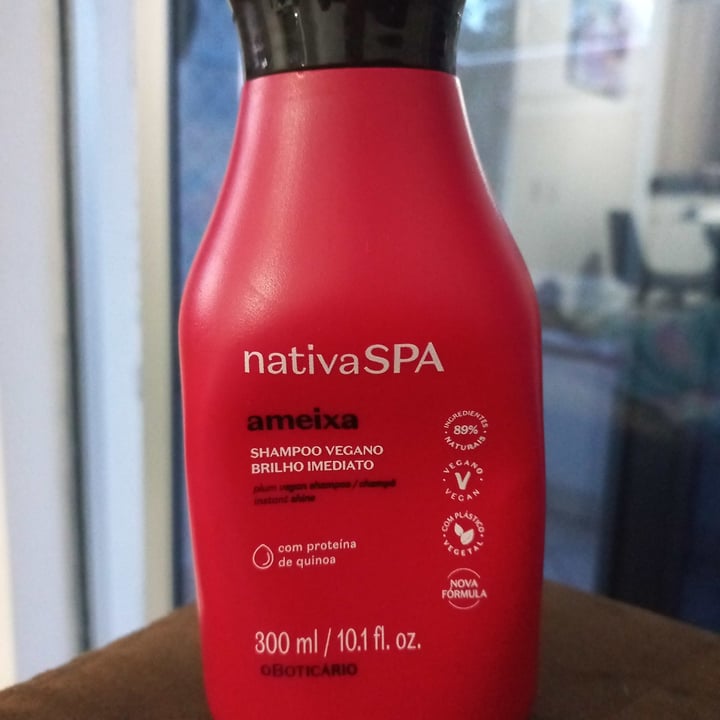 nativaSPA
ameixa
SHAMPOO VEGANO
BRILHO IMEDIATO
plum vegan shampoo / champú
instant shine
com proteína
de quinoa
INGREDIENTES
89%
NATURAIS
VEGANO
V
VEGAN
COM PLÁSTICO
VEGETAL
NOVA
FÓRMULA
300 ml / 10.1 fl. oz.
oBOTICÁRIO